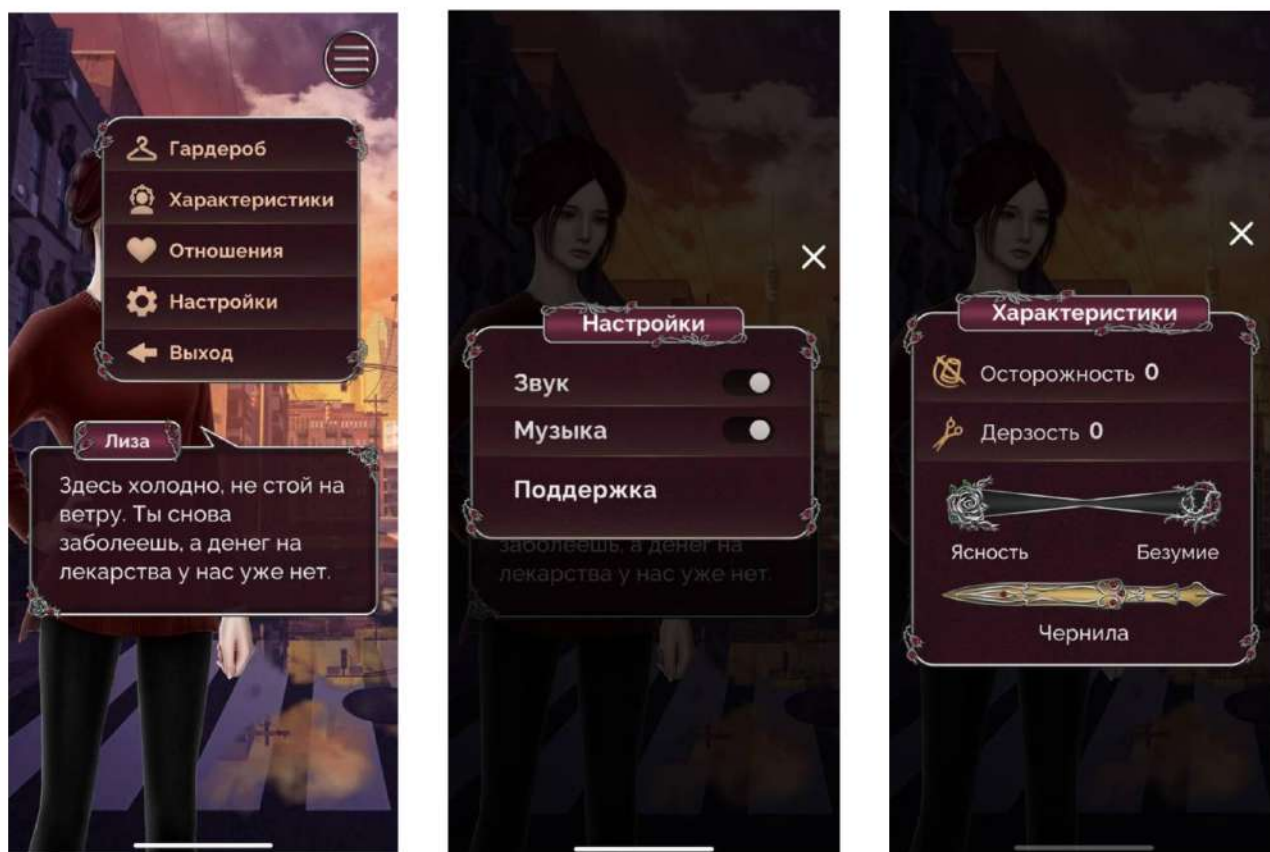 Гардероб
Характеристики
Отношения
Настройки
Выход
Лиза
Здесь холодно, не стой на
ветру. Ты снова
заболеешь, а денег на
лекарства у нас уже нет.
Настройки
Звук
Музыка
Поддержка
заболеешь, а денег на
лекарства у нас уже нет.
Характеристики
Осторожность 0
Дерзость 0
Ясность Безумие
Чернила